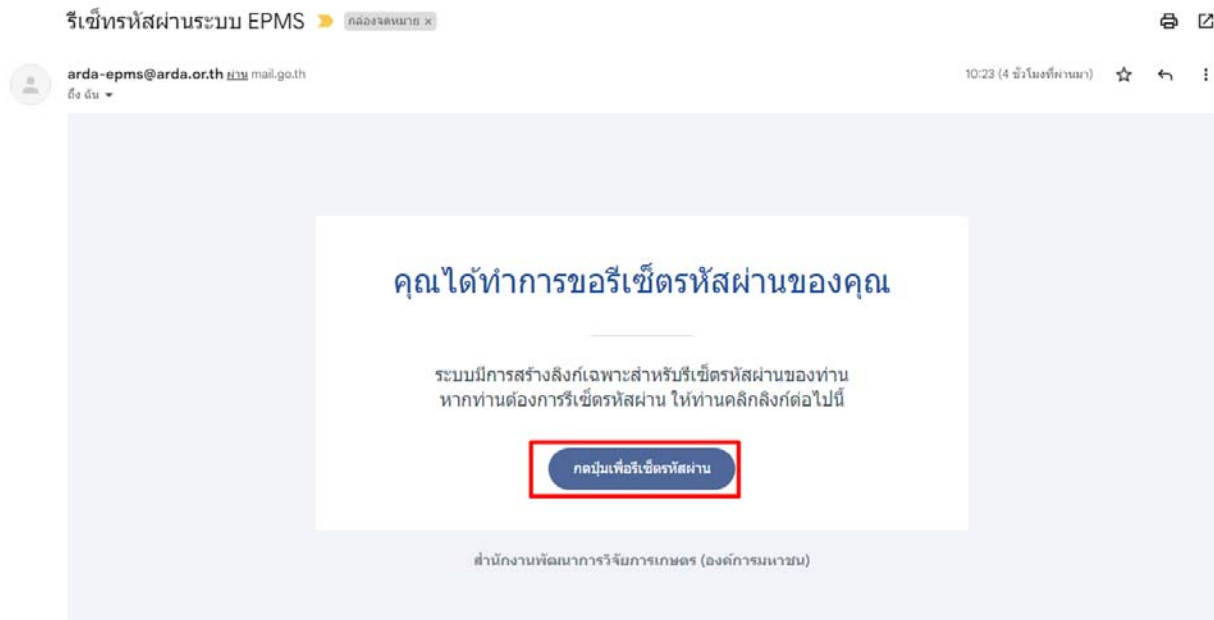 รีเซ็ทรหัสผ่านระบบ EPMS กล่องจดหมาย ×
arda-epms@arda.or.th ผ่าน mail.go.th
10:23 (4 ชั่วโมงที่ผ่านมา)
ถึง ฉัน
คุณได้ทำการขอรีเซ็ตรหัสผ่านของคุณ
ระบบมีการสร้างลิงก์เฉพาะสำหรับรีเซ็ตรหัสผ่านของท่าน
หากท่านต้องการรีเซ็ตรหัสผ่าน ให้ท่านคลิกลิงก์ต่อไปนี้
กดปุ่มเพื่อรีเซ็ตรหัสผ่าน
สำนักงานพัฒนาการวิจัยการเกษตร (องค์การมหาชน)